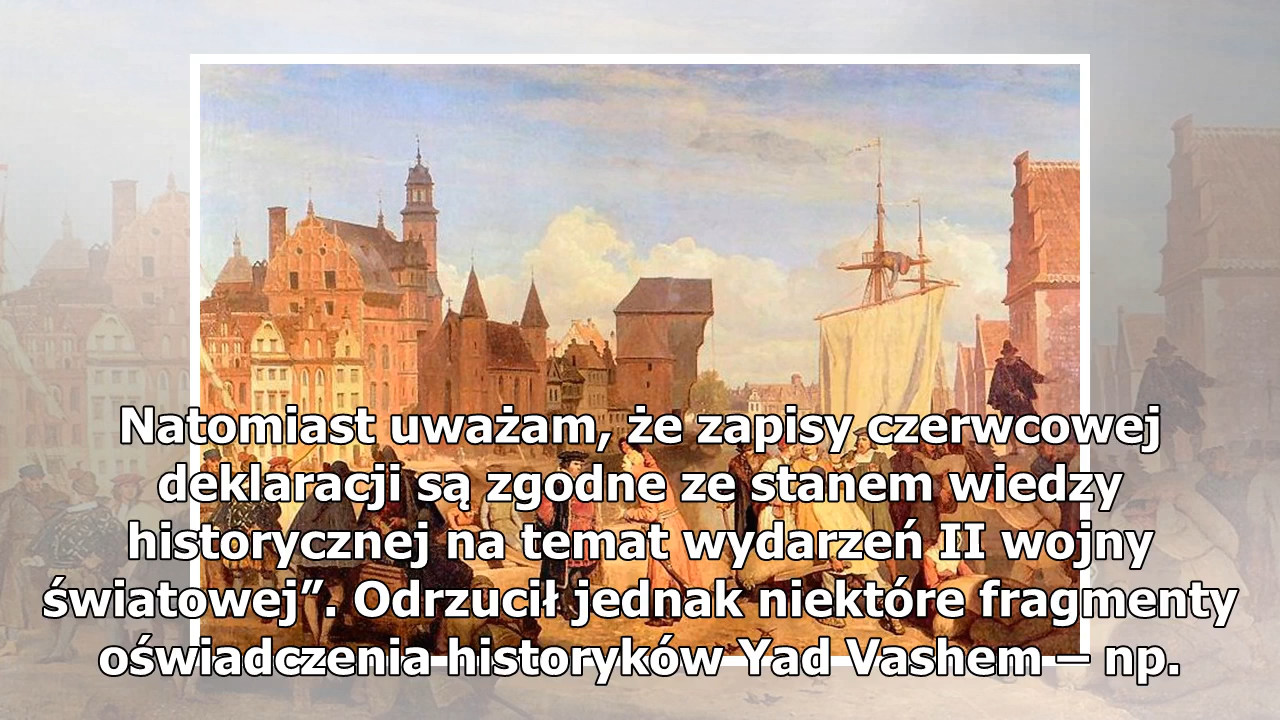 Natomiast uważam, że zapisy czerwcowej
deklaracji są zgodne ze stanem wiedzy
historycznej na temat wydarzeń II wojny
światowej”. Odrzucił jednak niektóre fragmenty
oświadczenia historyków Yad Vashem – np.